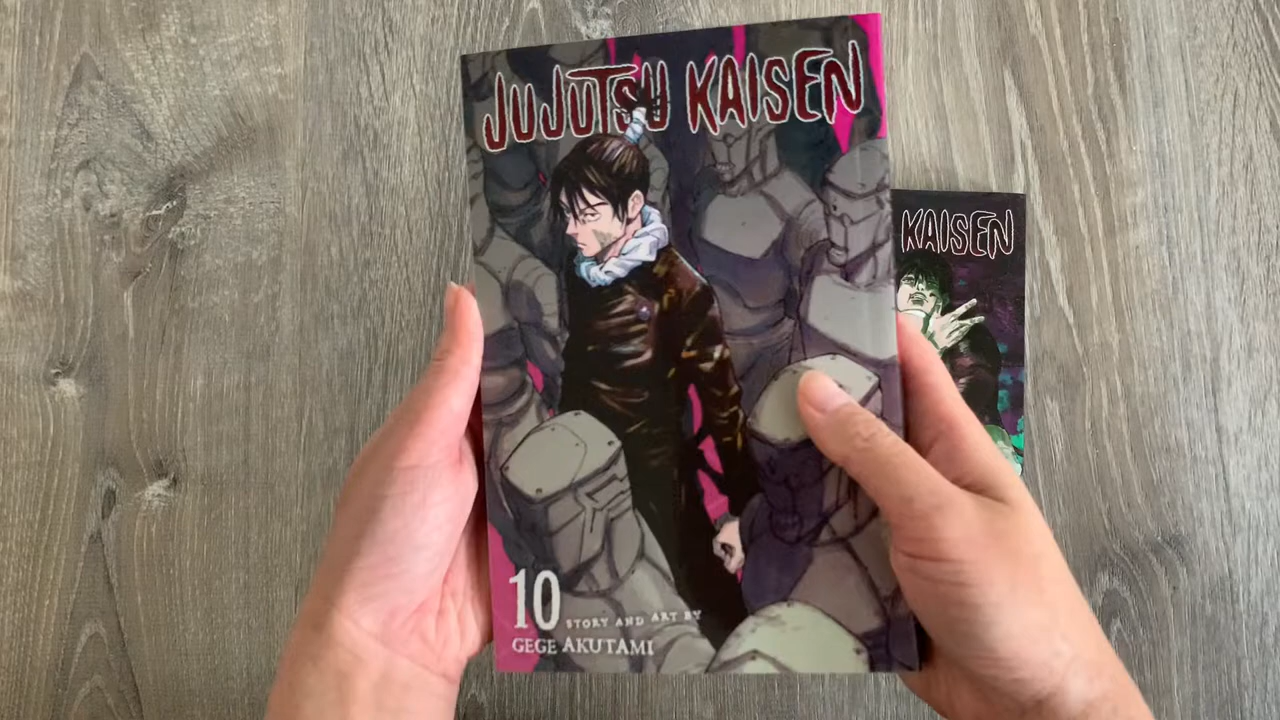 JUJUTSU KAISEN
KAISEN
10
STORY AND ART BY
GEGE AKUTAMI